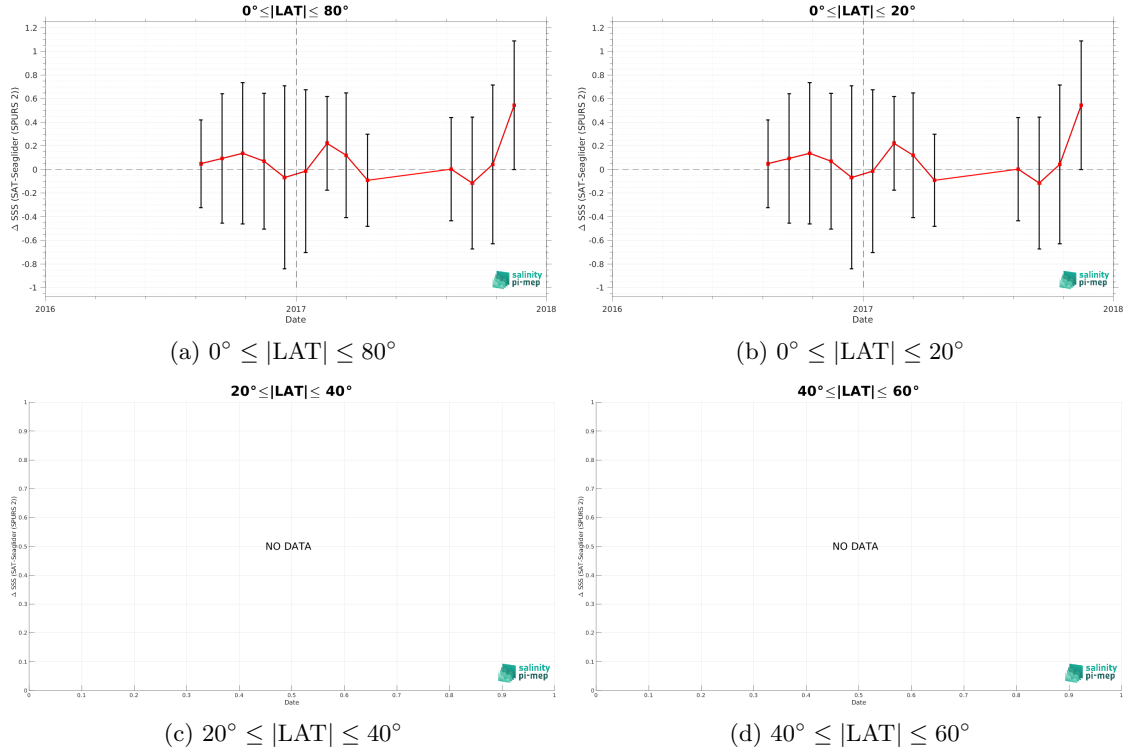 0°≤|LAT|≤ 80°
Δ SSS (SAT-Seaglider (SPURS 2))
1.2
1
0.8
0.6
0.4
0.2
0
-0.2
-0.4
-0.6
-0.8
-1
2016 2017 2018
Date
salinity
pi-mep
(a) 0° ≤ |LAT| ≤ 80°
0°≤|LAT|≤ 20°
Δ SSS (SAT-Seaglider (SPURS 2))
1.2
1
0.8
0.6
0.4
0.2
0
-0.2
-0.4
-0.6
-0.8
-1
2016 2017 2018
Date
salinity
pi-mep
(b) 0° ≤ |LAT| ≤ 20°
20°≤|LAT|≤ 40°
Δ SSS (SAT-Seaglider (SPURS 2))
1
0.9
0.8
0.7
0.6
0.5
0.4
0.3
0.2
0.1
0
NO DATA
0 0.1 0.2 0.3 0.4 0.5 0.6 0.7 0.8 0.9 1
Date
salinity
pi-mep
(c) 20° ≤ |LAT| ≤ 40°
40°≤|LAT|≤ 60°
Δ SSS (SAT-Seaglider (SPURS 2))
1
0.9
0.8
0.7
0.6
0.5
0.4
0.3
0.2
0.1
0
NO DATA
0 0.1 0.2 0.3 0.4 0.5 0.6 0.7 0.8 0.9 1
Date
salinity
pi-mep
(d) 40° ≤ |LAT| ≤ 60°